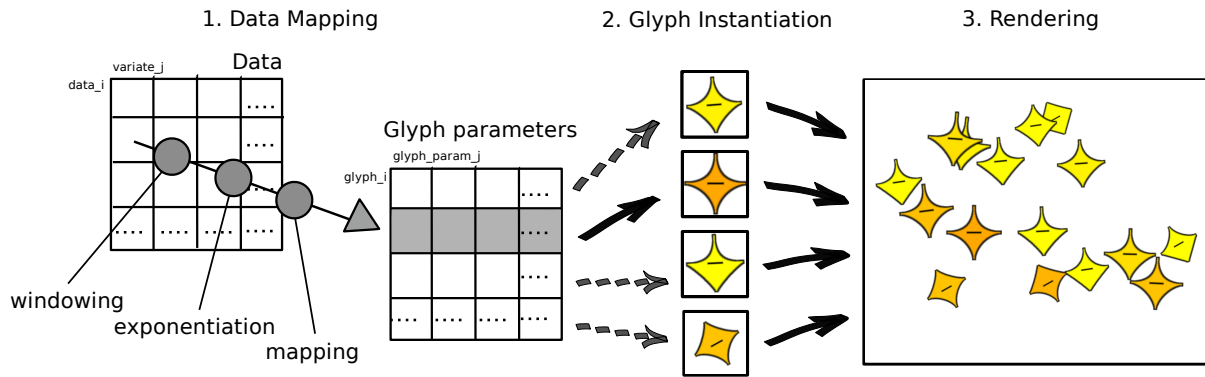 1. Data Mapping
2. Glyph Instantiation
3. Rendering
variate_j
Data
data_i
....
....
....
.... .... .... ....
Glyph parameters
glyph_param_j
glyph_i
....
....
....
.... .... .... ....
windowing
exponentiation
mapping